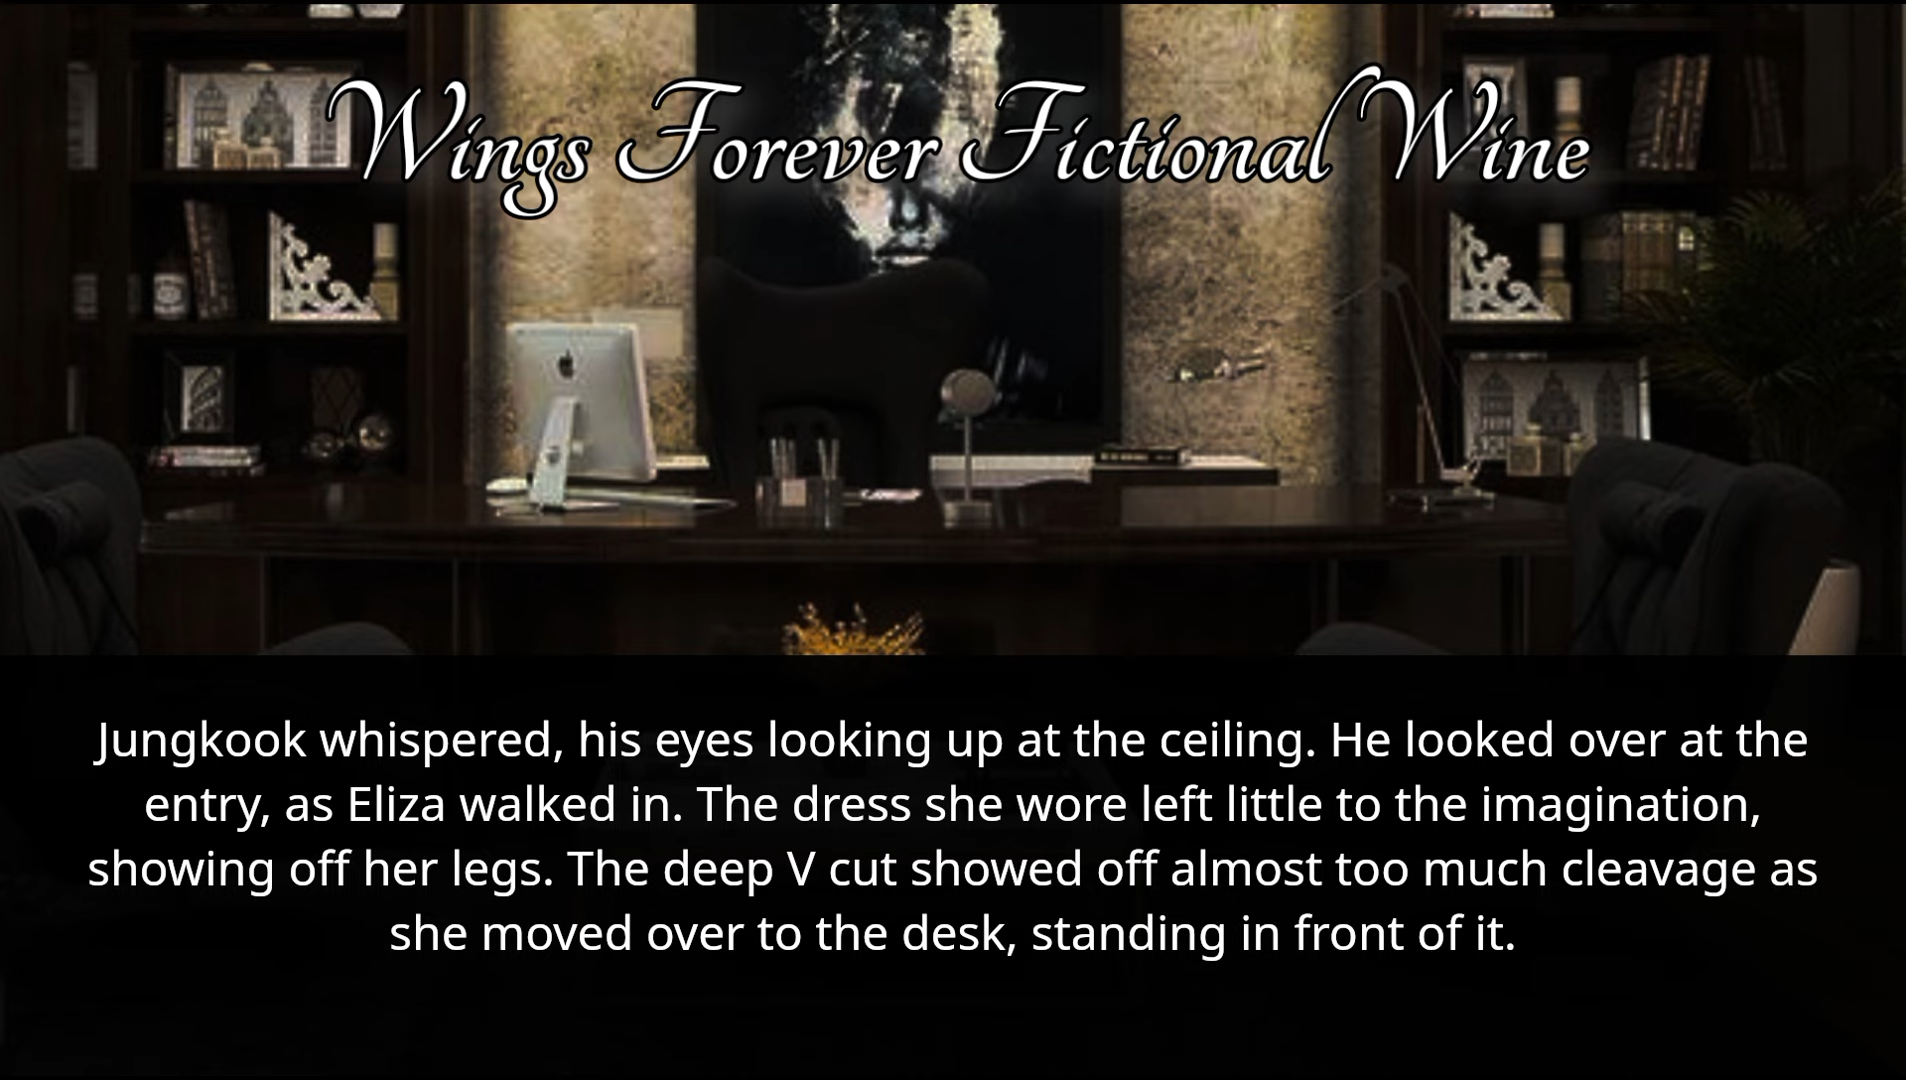 Wings Forever Fictional Wine
Jungkook whispered, his eyes looking up at the ceiling. He looked over at the
entry, as Eliza walked in. The dress she wore left little to the imagination,
showing off her legs. The deep V cut showed off almost too much cleavage as
she moved over to the desk, standing in front of it.